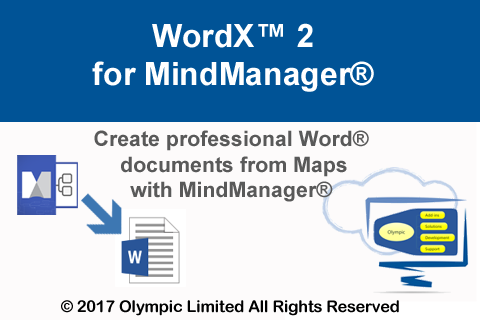 WordX™ 2
for MindManager®
Create professional Word®
documents from Maps
with MindManager®
W
Olympic
Add-ins
Solutions
Development
Support
© 2017 Olympic Limited All Rights Reserved